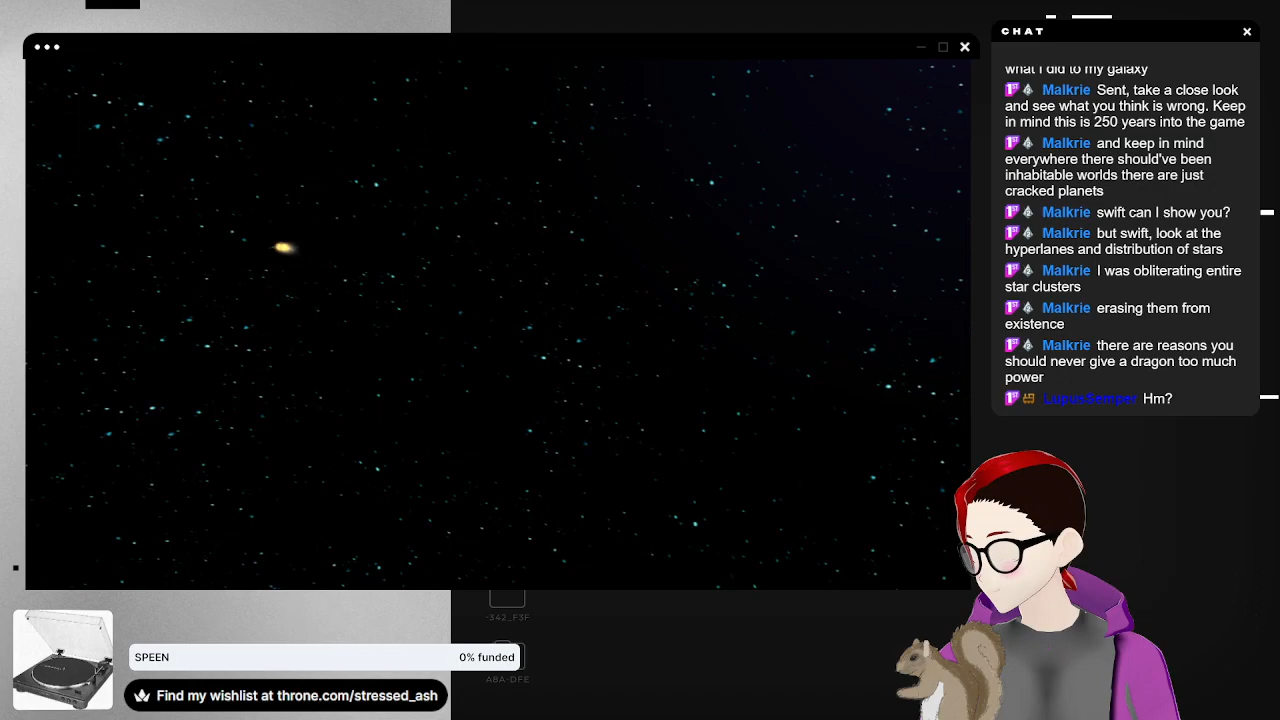 CHAT
what I did to my galaxy
Malkrie Sent, take a close look
and see what you think is wrong. Keep
in mind this is 250 years into the game
Malkrie and keep in mind
everywhere there should've been
inhabitable worlds there are just
cracked planets
Malkrie swift can I show you?
Malkrie but swift, look at the
hyperlanes and distribution of stars
Malkrie I was obliterating entire
star clusters
Malkrie erasing them from
existence
Malkrie there are reasons you
should never give a dragon too much
power
LupusSemper Hm?
-342_F3F
A8A-DFE
SPEEN 0% funded
Find my wishlist at throne.com/stressed_ash